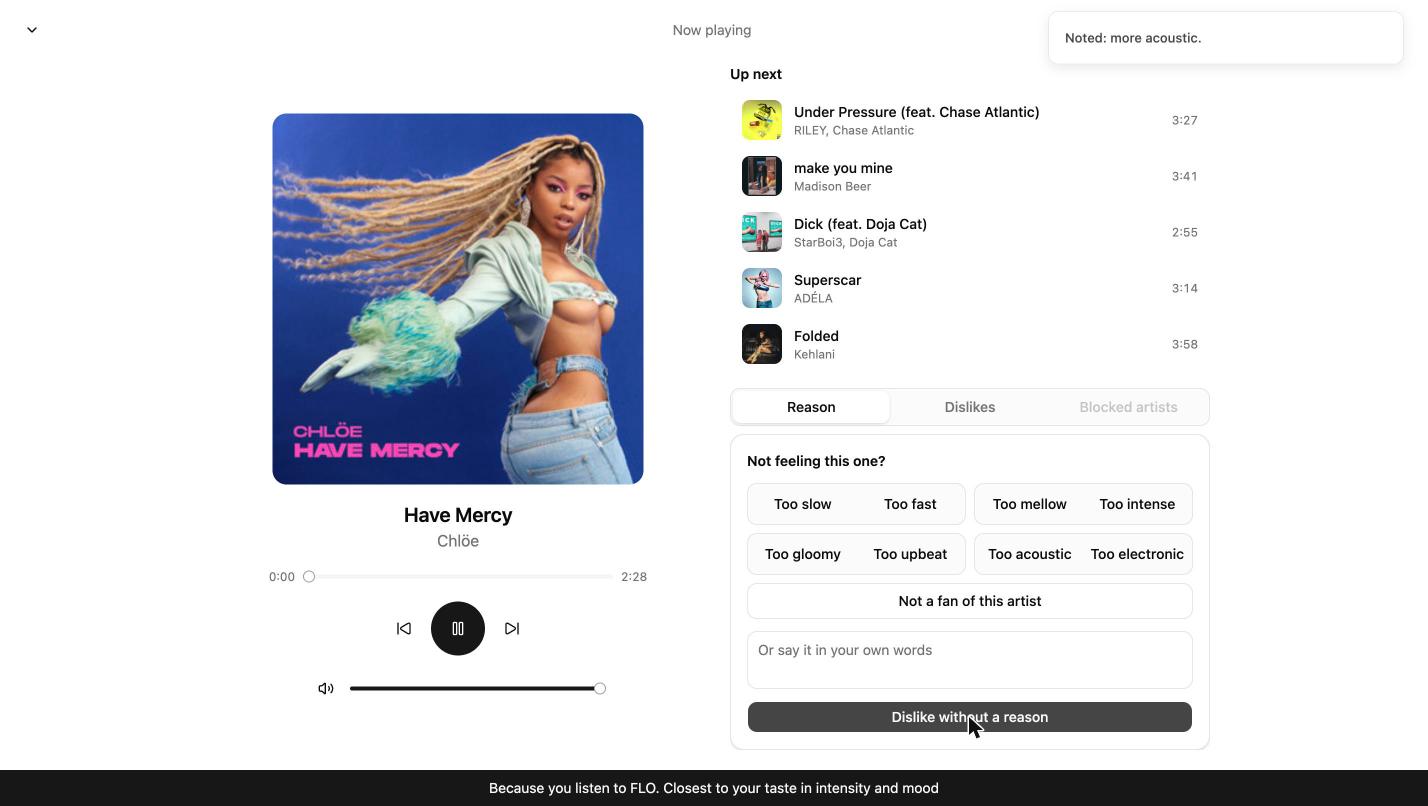 Now playing
Noted: more acoustic.
CHLÖE
HAVE MERCY
Have Mercy
Chlöe
0:00
2:28
Up next
Under Pressure (feat. Chase Atlantic)
RILEY, Chase Atlantic
3:27
make you mine
Madison Beer
3:41
Dick (feat. Doja Cat)
StarBoi3, Doja Cat
2:55
Superscar
ADÉLA
3:14
Folded
Kehlani
3:58
Reason Dislikes Blocked artists
Not feeling this one?
Too slow Too fast Too mellow Too intense
Too gloomy Too upbeat Too acoustic Too electronic
Not a fan of this artist
Or say it in your own words
Dislike without a reason
Because you listen to FLO. Closest to your taste in intensity and mood